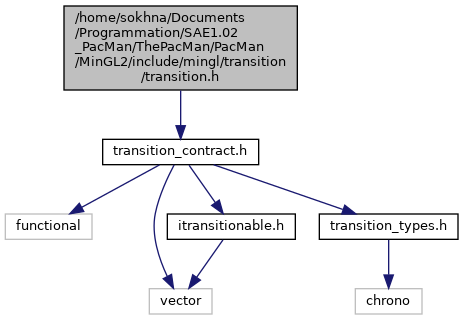 /home/sokhna/Documents
/Programmation/SAE1.02
_PacMan/ThePacMan/PacMan
/MinGL2/include/mingl/transition
/transition.h
transition_contract.h
functional
itransitionable.h
transition_types.h
vector
chrono